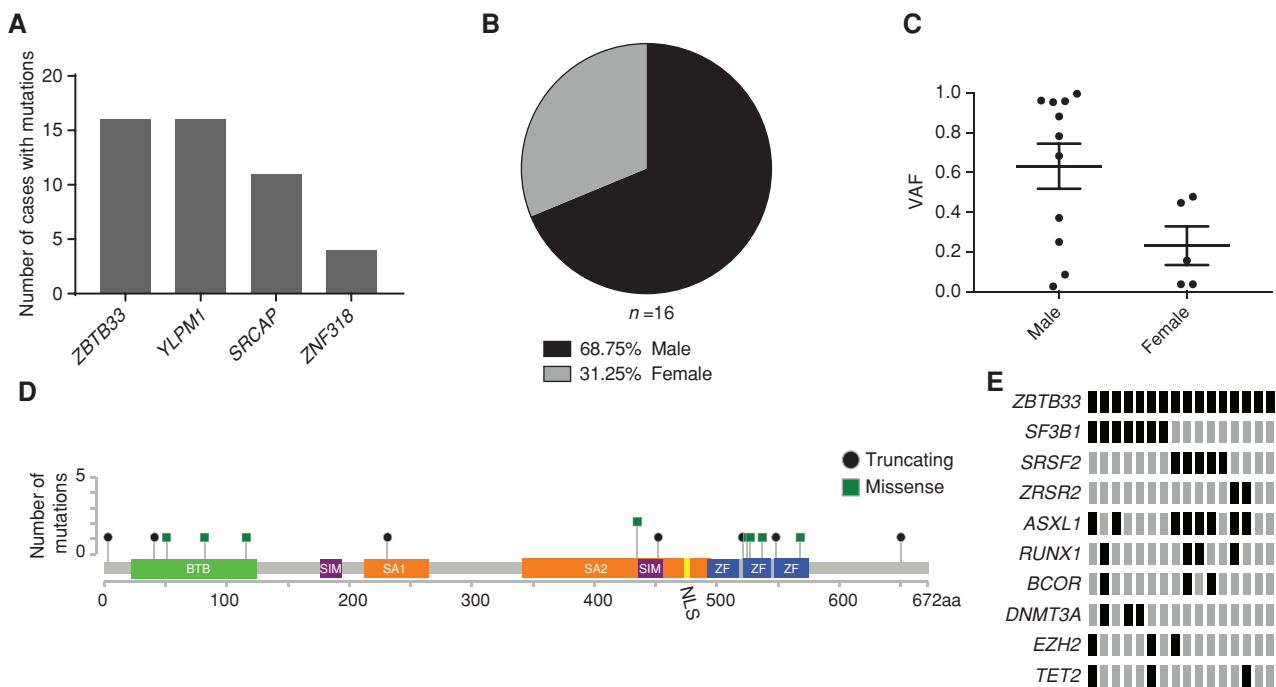 A
Number of cases with mutations
20
15
10
5
0
ZBTB33
YLPM1
SRCAP
ZNF318
B
n =16
68.75% Male
31.25% Female
C
VAF
1.0
0.8
0.6
0.4
0.2
0.0
Male
Female
D
Number of
mutations
5
0
Truncating
Missense
BTB
SIM
SA1
SA2
SIM
ZF
ZF
ZF
NLS
0
100
200
300
400
500
600
672aa
E
ZBTB33
SF3B1
SRSF2
ZRSR2
ASXL1
RUNX1
BCOR
DNMT3A
EZH2
TET2